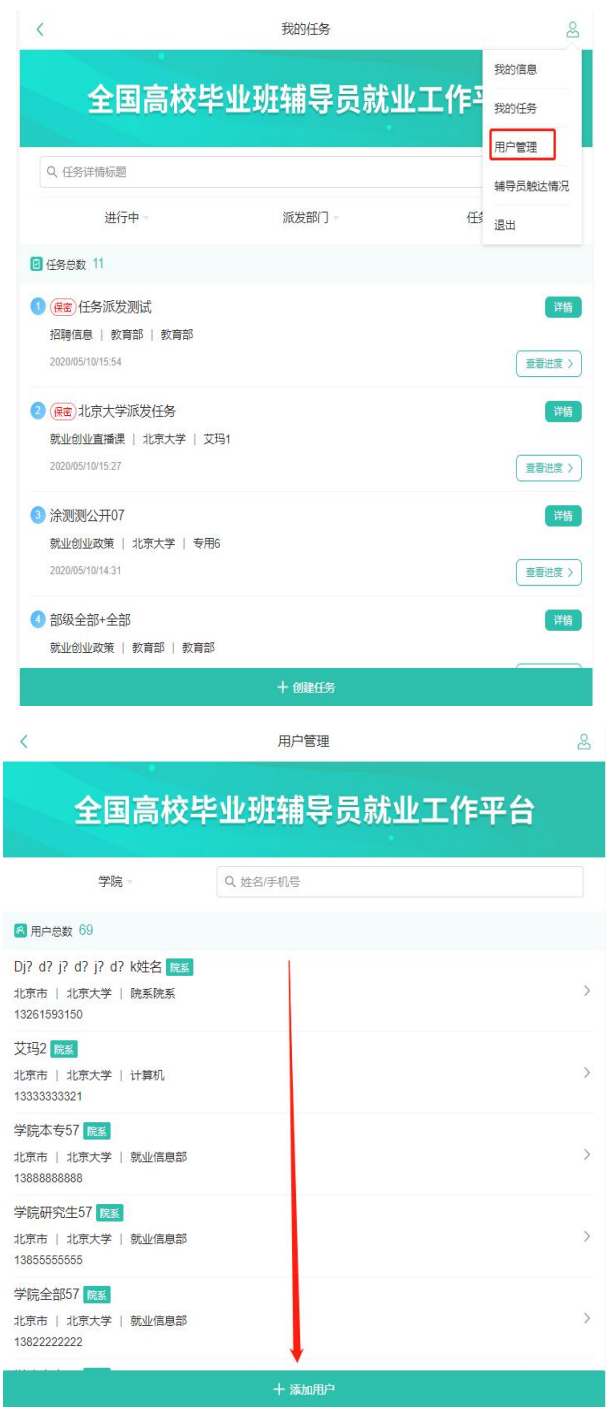 我的任务
我的信息
全国高校毕业班辅导员就业工作平
我的任务
用户管理
任务详情标题
辅导员触达情况
进行中
派发部门
任务
退出
任务总数 11
1 保密 任务派发测试 详情
招聘信息 | 教育部 | 教育部
2020/05/10/15:54 查看进度 >
2 保密 北京大学派发任务 详情
就业创业直播课 | 北京大学 | 艾玛1
2020/05/10/15:27 查看进度 >
3 涂测测公开07 详情
就业创业政策 | 北京大学 | 专用6
2020/05/10/14:31 查看进度 >
4 部级全部+全部 详情
就业创业政策 | 教育部 | 教育部
+ 创建任务
用户管理
全国高校毕业班辅导员就业工作平台
学院 姓名/手机号
用户总数 69
Dj? d? j? d? j? d? k姓名 院系
北京市 | 北京大学 | 院系院系
13261593150
艾玛2 院系
北京市 | 北京大学 | 计算机
13333333321
学院本专57 院系
北京市 | 北京大学 | 就业信息部
13888888888
学院研究生57 院系
北京市 | 北京大学 | 就业信息部
13855555555
学院全部57 院系
北京市 | 北京大学 | 就业信息部
13822222222
+ 添加用户